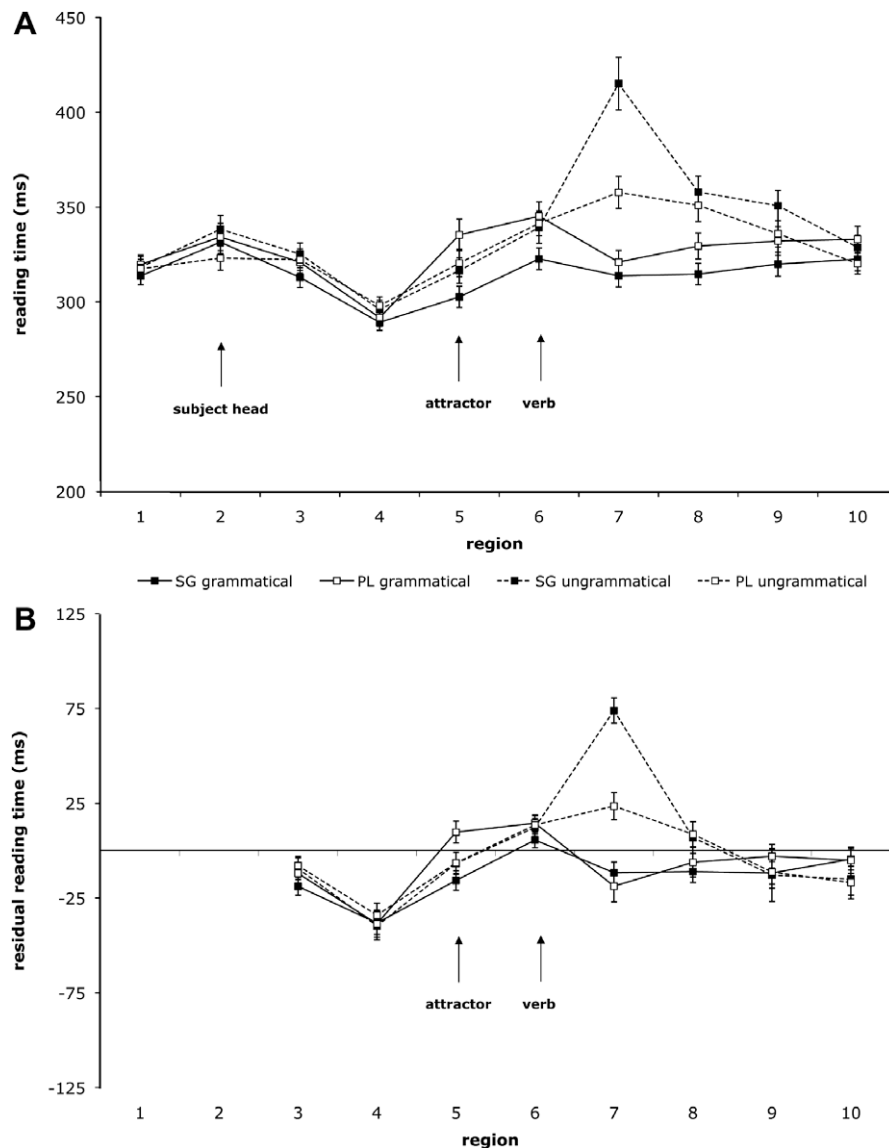 A
450
400
350
300
250
200
reading time (ms)
subject head
attractor
verb
1 2 3 4 5 6 7 8 9 10
region
SG grammatical PL grammatical SG ungrammatical PL ungrammatical
B
125
75
25
-25
-75
-125
residual reading time (ms)
attractor
verb
1 2 3 4 5 6 7 8 9 10
region